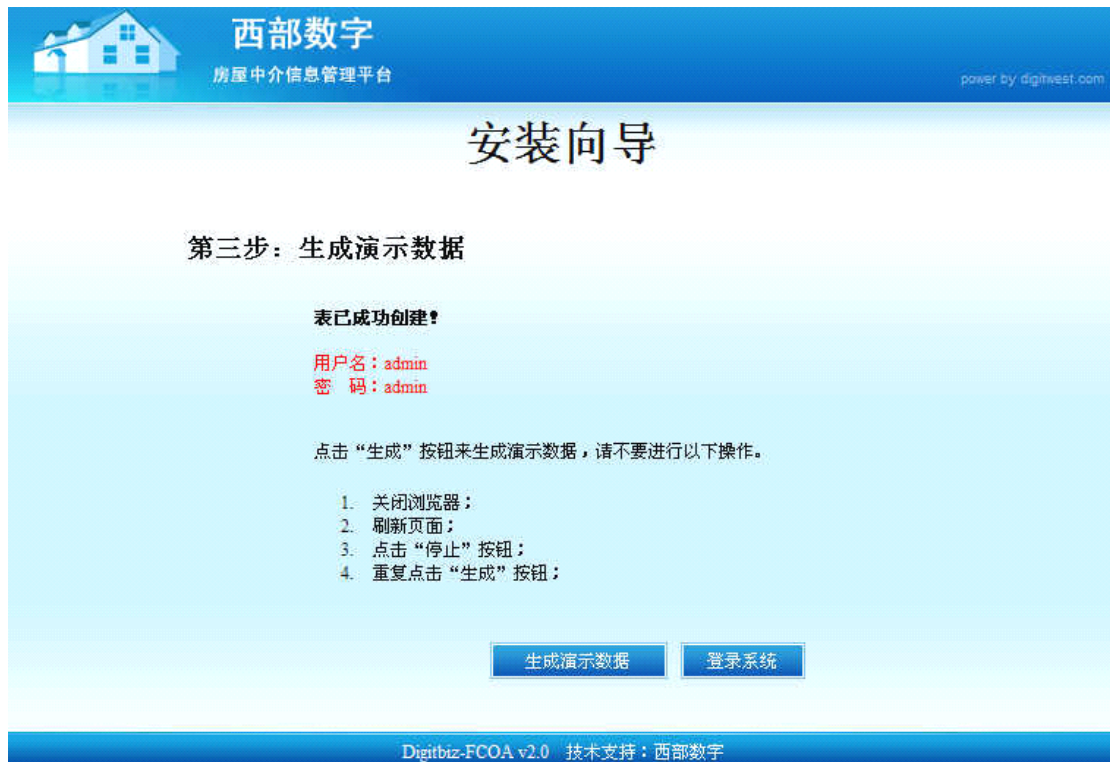 西部数字
房屋中介信息管理平台
power by digitwest.com
安装向导
第三步：生成演示数据
表已成功创建！
用户名：admin
密　码：admin
点击“生成”按钮来生成演示数据，请不要进行以下操作。
1. 关闭浏览器；
2. 刷新页面；
3. 点击“停止”按钮；
4. 重复点击“生成”按钮；
生成演示数据 登录系统
Digitbiz-FCOA v2.0 技术支持：西部数字